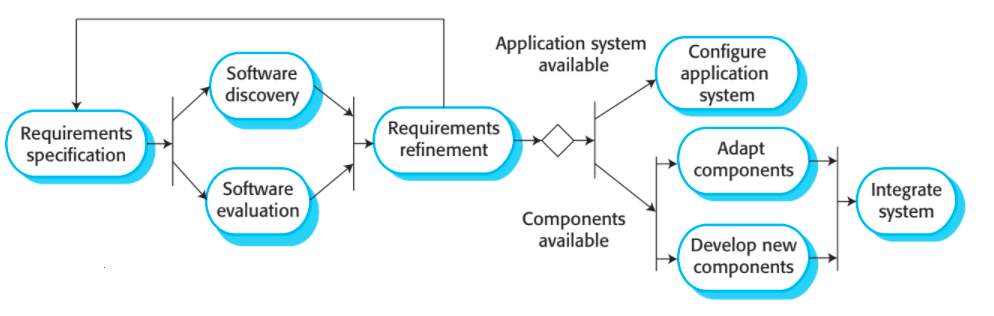 Requirements
specification
Software
discovery
Software
evaluation
Requirements
refinement
Application system
available
Configure
application
system
Components
available
Adapt
components
Develop new
components
Integrate
system